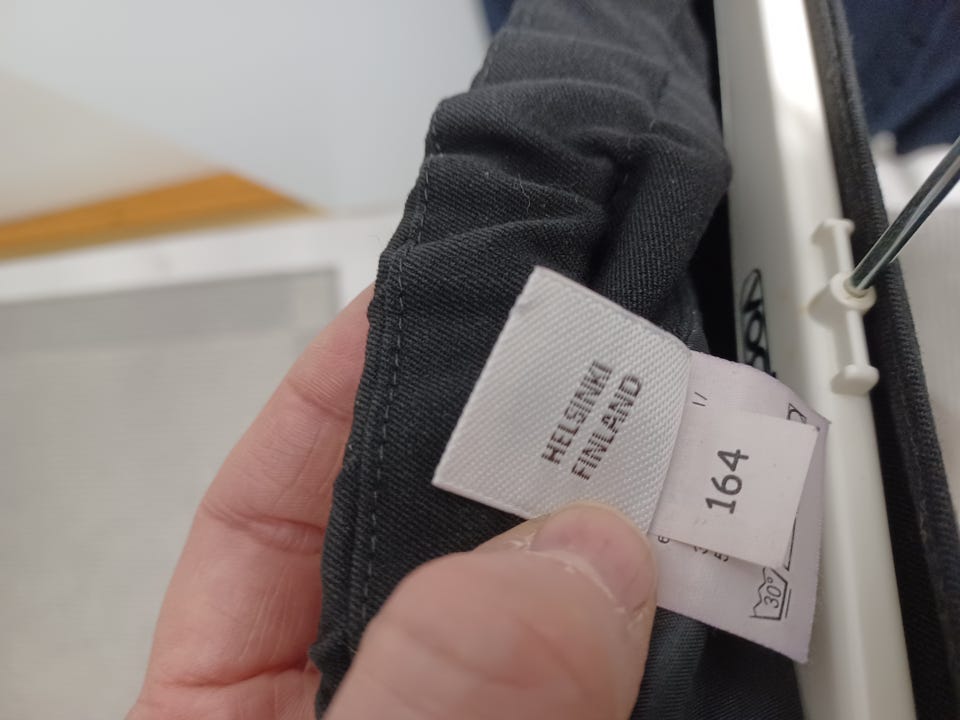 HELSINKI
FINLAND
164
30°